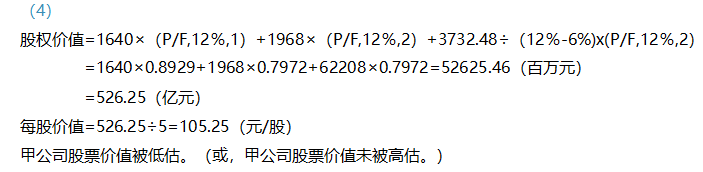 （4）
股权价值=1640×（P/F,12%,1）+1968×（P/F,12%,2）+3732.48÷（12%-6%)x(P/F,12%,2）
=1640×0.8929+1968×0.7972+62208×0.7972=52625.46（百万元）
=526.25（亿元）
每股价值=526.25÷5=105.25（元/股）
甲公司股票价值被低估。（或，甲公司股票价值未被高估。）